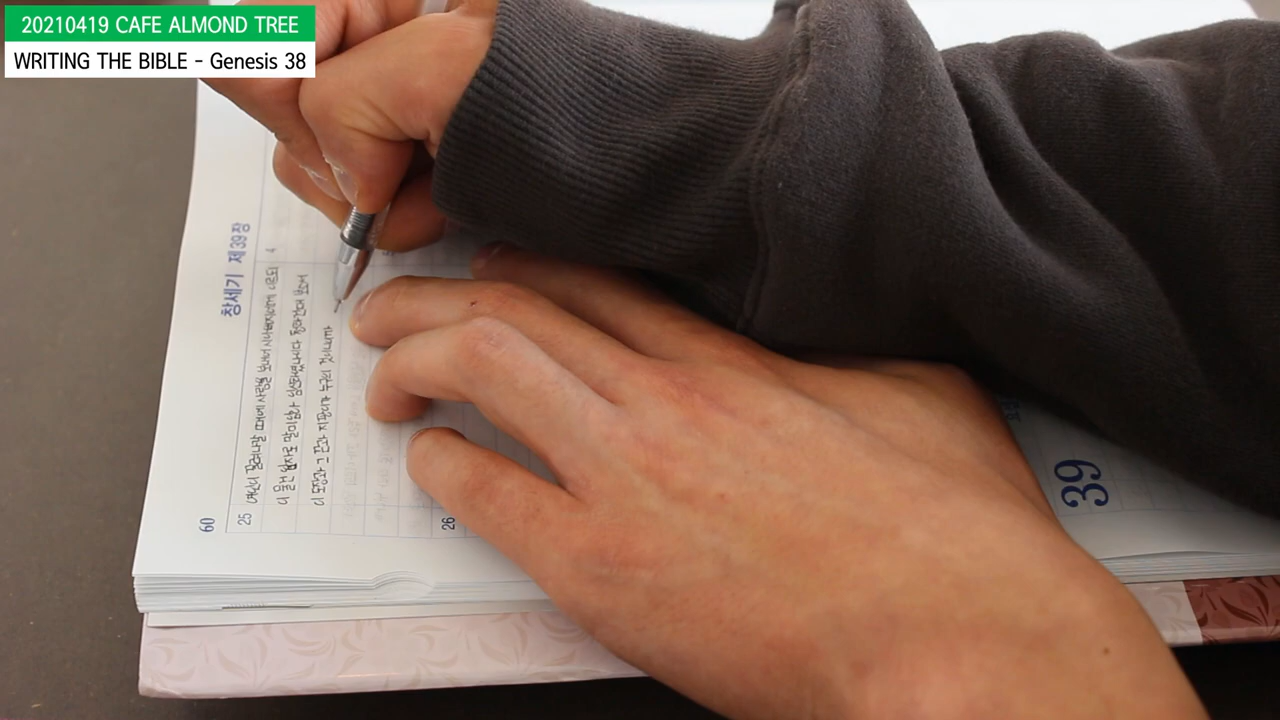 20210419 CAFE ALMOND TREE
WRITING THE BIBLE - Genesis 38
60
창세기 제39장
25 여인이 끌려나갈 때에 사람을 보내어 시아버지에게 이르되
이 물건 임자로 말미암아 임신하였나이다 청하건대 보소서
이 도장과 그 끈과 지팡이가 누구의 것이니이까
26
4
39